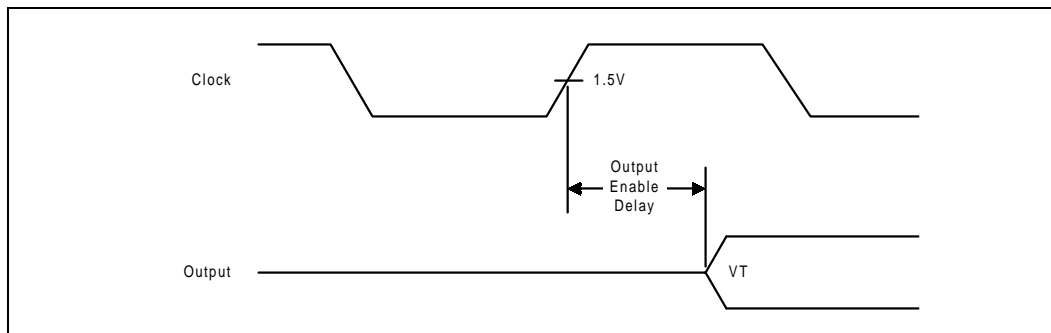 Clock
1.5V
Output
Enable
Delay
Output
VT